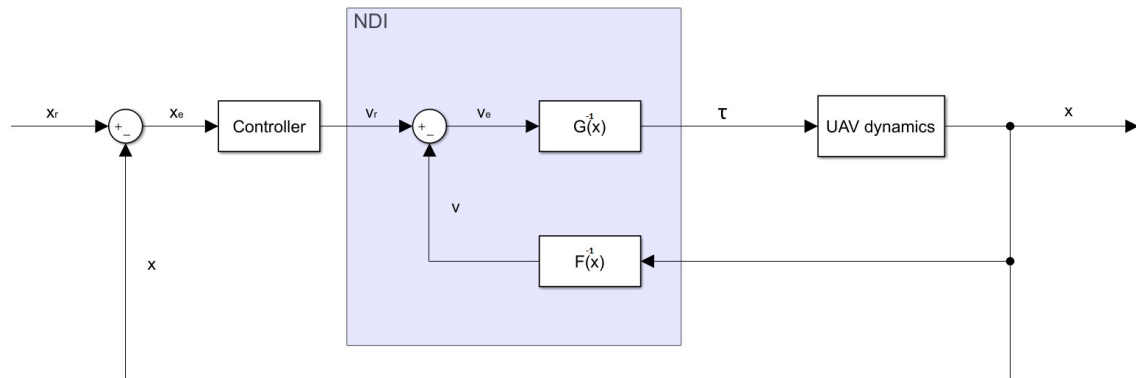 NDI
xr
xe
Controller
vr
ve
G⁻¹(x)
τ
UAV dynamics
x
+
−
+
−
v
x
F⁻¹(x)